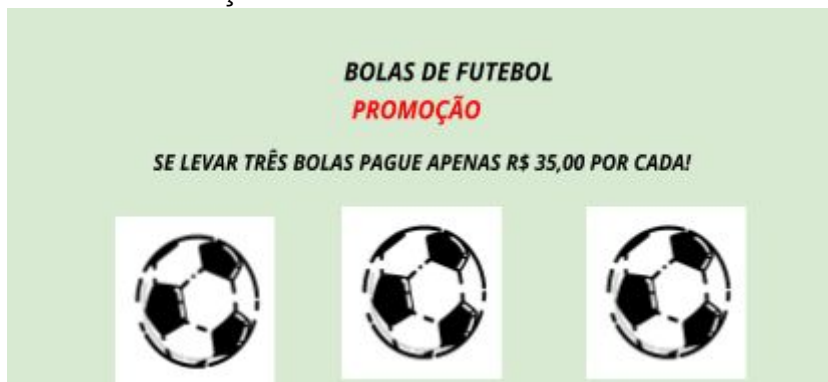 BOLAS DE FUTEBOL
PROMOÇÃO
SE LEVAR TRÊS BOLAS PAGUE APENAS R$ 35,00 POR CADA!